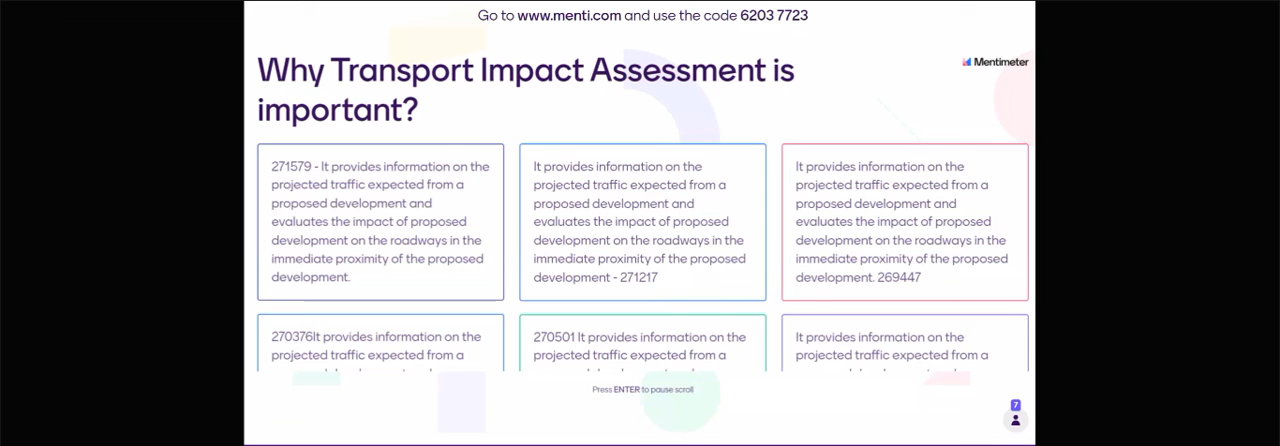 Go to www.menti.com and use the code 6203 7723
Why Transport Impact Assessment is
important?
Mentimeter
271579 - It provides information on the
projected traffic expected from a
proposed development and
evaluates the impact of proposed
development on the roadways in the
immediate proximity of the proposed
development.
It provides information on the
projected traffic expected from a
proposed development and
evaluates the impact of proposed
development on the roadways in the
immediate proximity of the proposed
development - 271217
It provides information on the
projected traffic expected from a
proposed development and
evaluates the impact of proposed
development on the roadways in the
immediate proximity of the proposed
development. 269447
270376It provides information on the
projected traffic expected from a
270501 It provides information on the
projected traffic expected from a
It provides information on the
projected traffic expected from a
Press ENTER to pause scroll
7